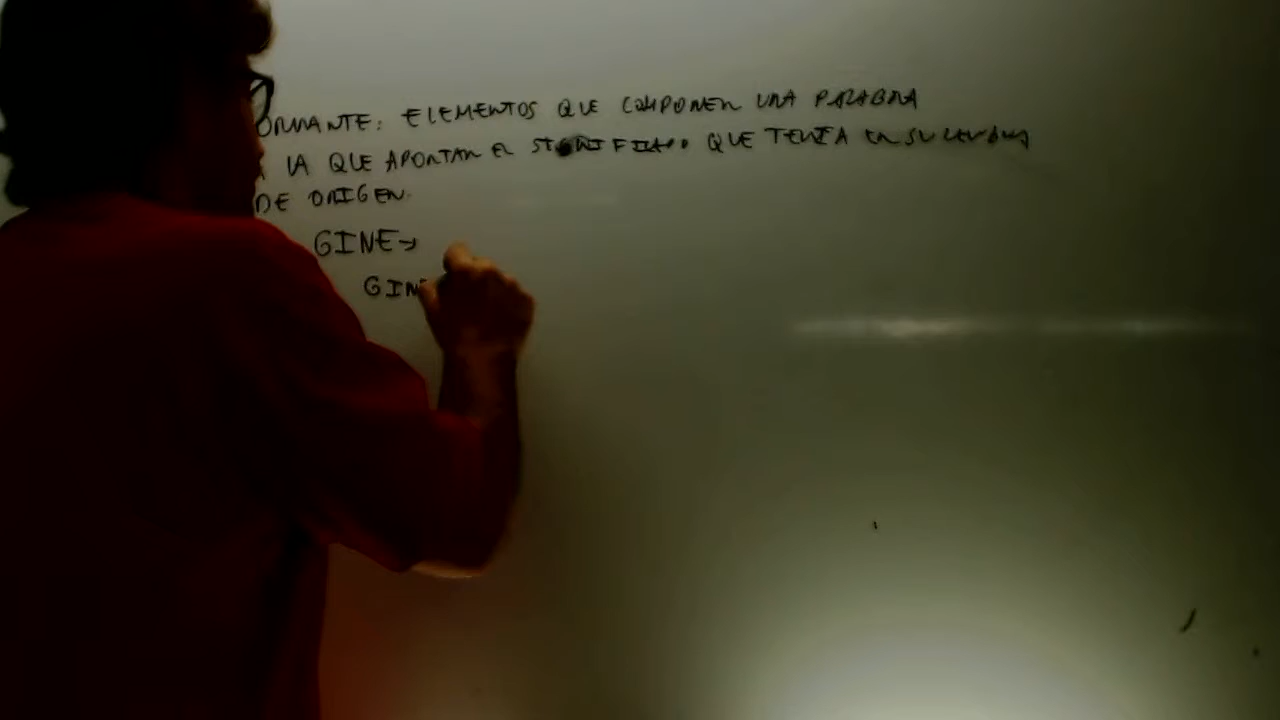 ORMANTE: ELEMENTOS QUE COMPONEN UNA PALABRA
A LA QUE APORTAN EL SIGNIFICADO QUE TENÍA EN SU LENGUA
DE ORIGEN.
GINE→
GIN